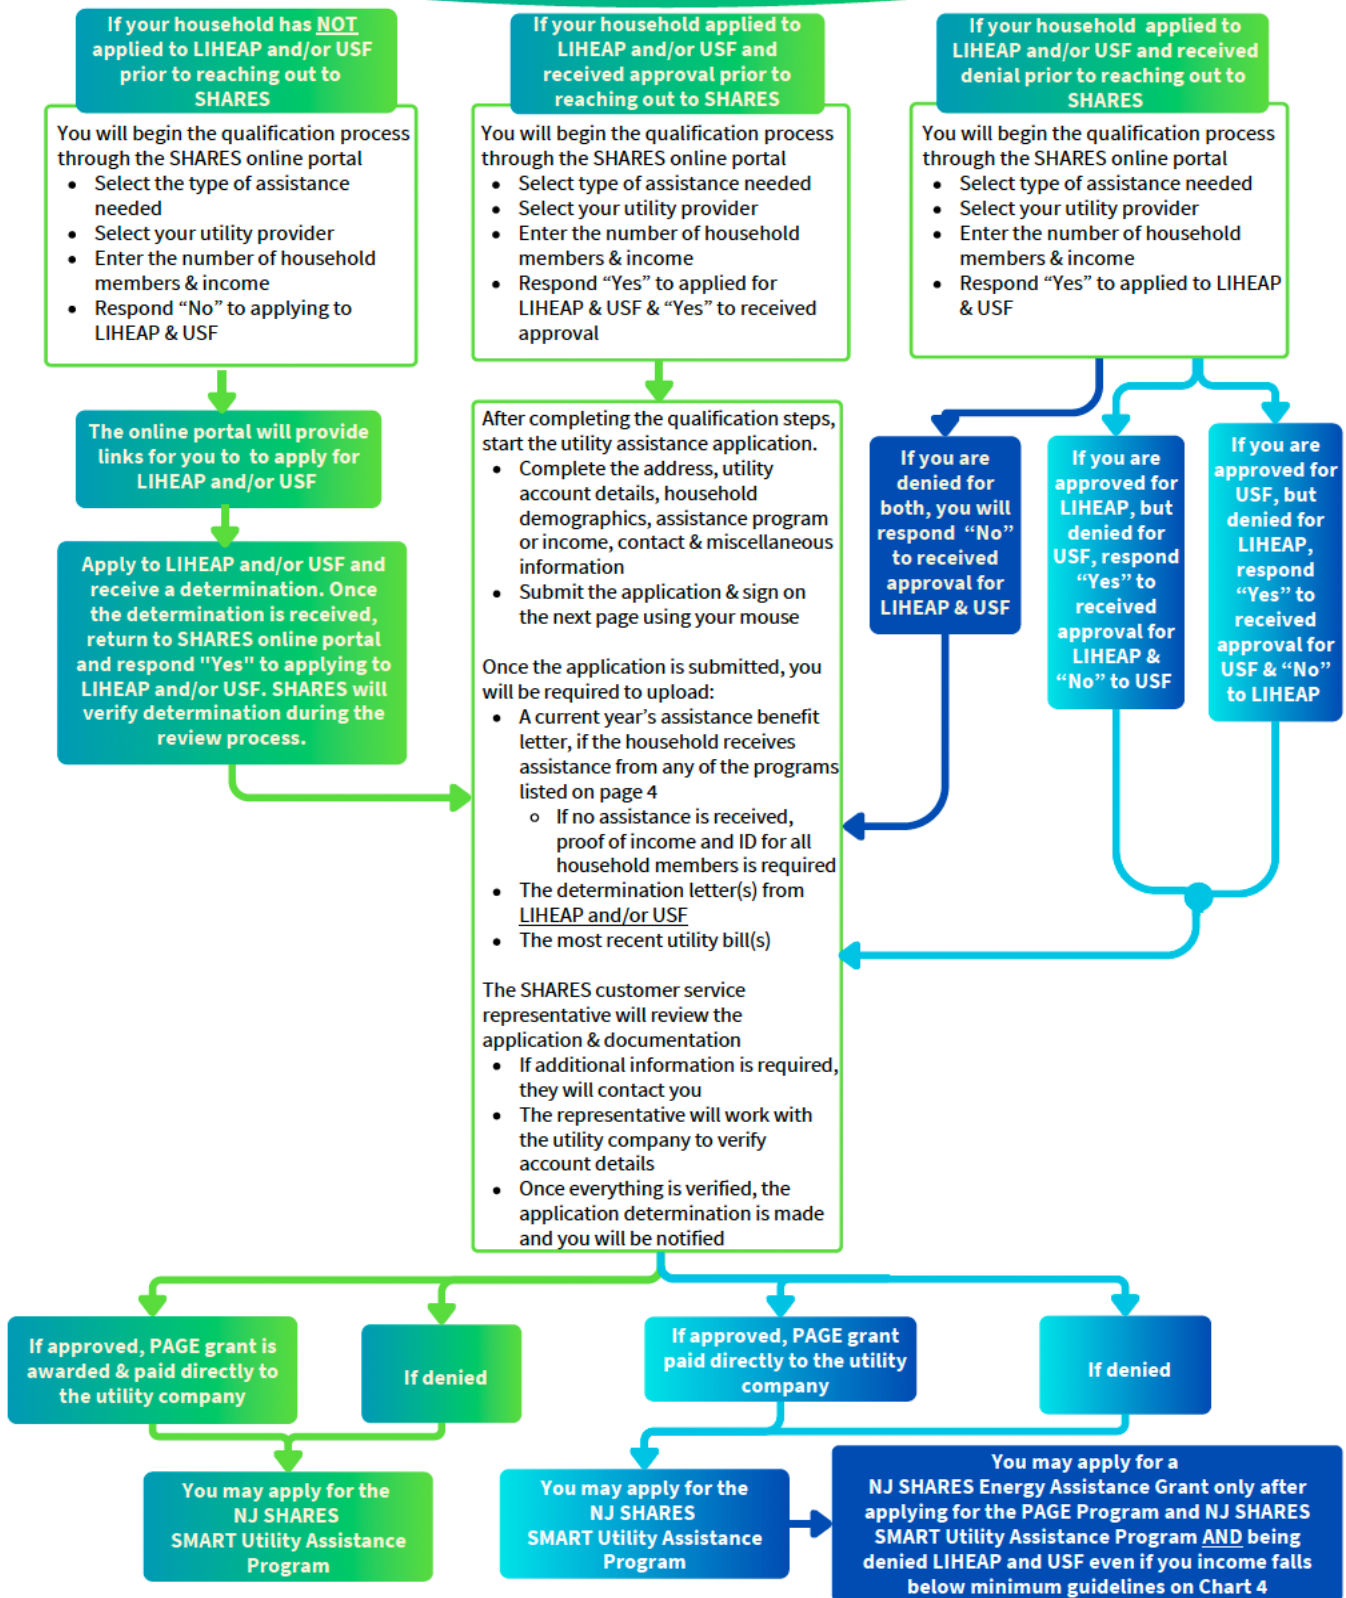 If your household has NOT
applied to LIHEAP and/or USF
prior to reaching out to
SHARES
You will begin the qualification process
through the SHARES online portal
• Select the type of assistance
needed
• Select your utility provider
• Enter the number of household
members & income
• Respond “No” to applying to
LIHEAP & USF
The online portal will provide
links for you to to apply for
LIHEAP and/or USF
Apply to LIHEAP and/or USF and
receive a determination. Once
the determination is received,
return to SHARES online portal
and respond "Yes" to applying to
LIHEAP and/or USF. SHARES will
verify determination during the
review process.
If your household applied to
LIHEAP and/or USF and
received approval prior to
reaching out to SHARES
You will begin the qualification process
through the SHARES online portal
• Select type of assistance needed
• Select your utility provider
• Enter the number of household
members & income
• Respond “Yes” to applied for
LIHEAP & USF & “Yes” to received
approval
If your household applied to
LIHEAP and/or USF and received
denial prior to reaching out to
SHARES
You will begin the qualification process
through the SHARES online portal
• Select type of assistance needed
• Select your utility provider
• Enter the number of household
members & income
• Respond “Yes” to applied to LIHEAP
& USF
If you are
denied for
both, you will
respond “No”
to received
approval for
LIHEAP & USF
If you are
approved for
LIHEAP, but
denied for
USF, respond
“Yes” to
received
approval for
LIHEAP &
“No” to USF
If you are
approved for
USF, but
denied for
LIHEAP,
respond
“Yes” to
received
approval for
USF & “No”
to LIHEAP
After completing the qualification steps,
start the utility assistance application.
• Complete the address, utility
account details, household
demographics, assistance program
or income, contact & miscellaneous
information
• Submit the application & sign on
the next page using your mouse
Once the application is submitted, you
will be required to upload:
• A current year’s assistance benefit
letter, if the household receives
assistance from any of the programs
listed on page 4
○ If no assistance is received,
proof of income and ID for all
household members is required
• The determination letter(s) from
LIHEAP and/or USF
• The most recent utility bill(s)
The SHARES customer service
representative will review the
application & documentation
• If additional information is required,
they will contact you
• The representative will work with
the utility company to verify
account details
• Once everything is verified, the
application determination is made
and you will be notified
If approved, PAGE grant is
awarded & paid directly to
the utility company
If denied
You may apply for the
NJ SHARES
SMART Utility Assistance
Program
If approved, PAGE grant
paid directly to the utility
company
If denied
You may apply for the
NJ SHARES
SMART Utility Assistance
Program
You may apply for a
NJ SHARES Energy Assistance Grant only after
applying for the PAGE Program and NJ SHARES
SMART Utility Assistance Program AND being
denied LIHEAP and USF even if you income falls
below minimum guidelines on Chart 4